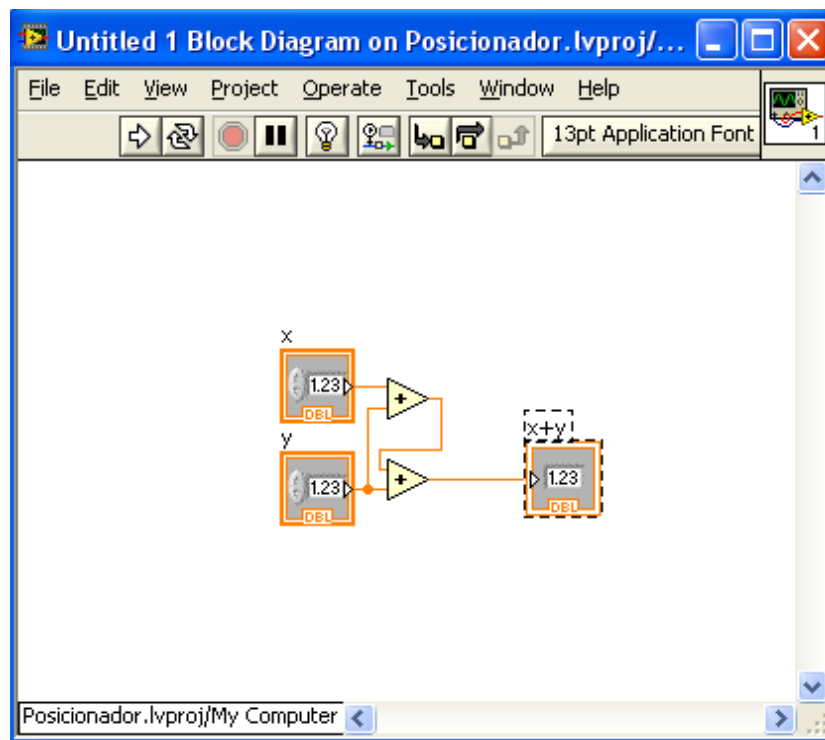 Untitled 1 Block Diagram on Posicionador.lvproj/...
File Edit View Project Operate Tools Window Help
13pt Application Font
1
x
1.23
DBL
+
y
1.23
DBL
+
x+y
1.23
DBL
Posicionador.lvproj/My Computer